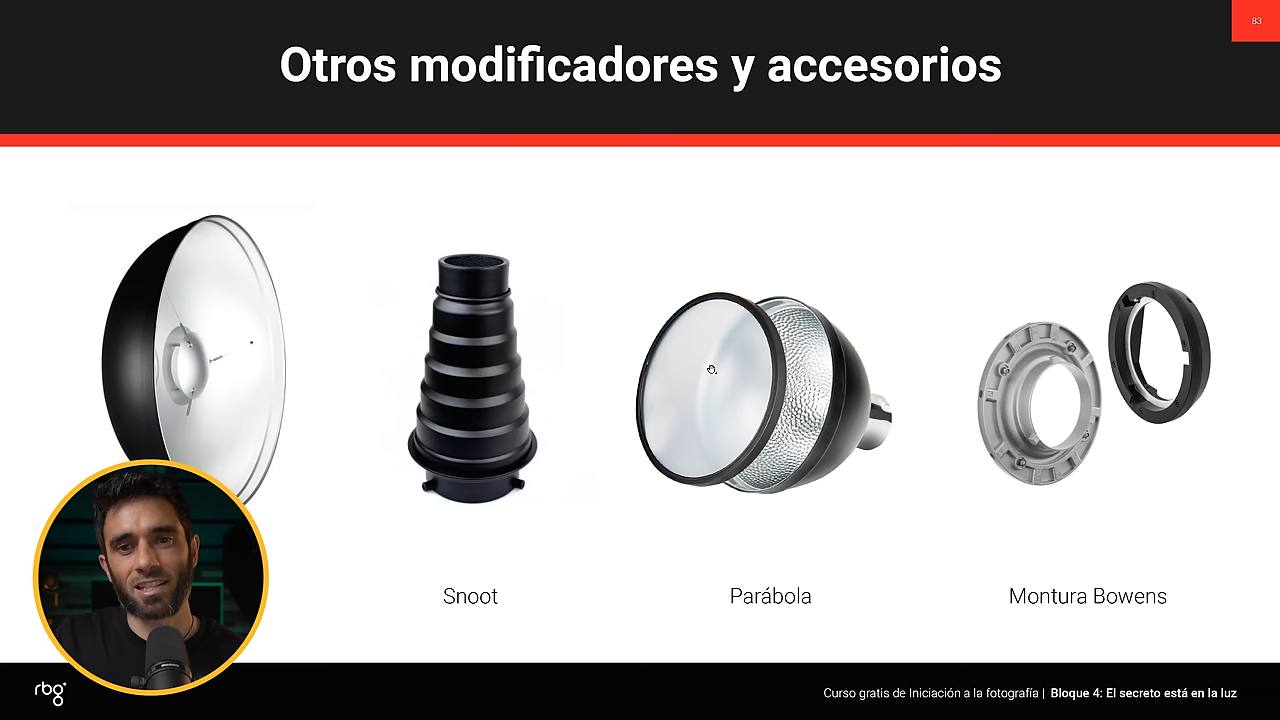 83
Otros modificadores y accesorios
Snoot
Parábola
Montura Bowens
rbg
Curso gratis de Iniciación a la fotografía | Bloque 4: El secreto está en la luz